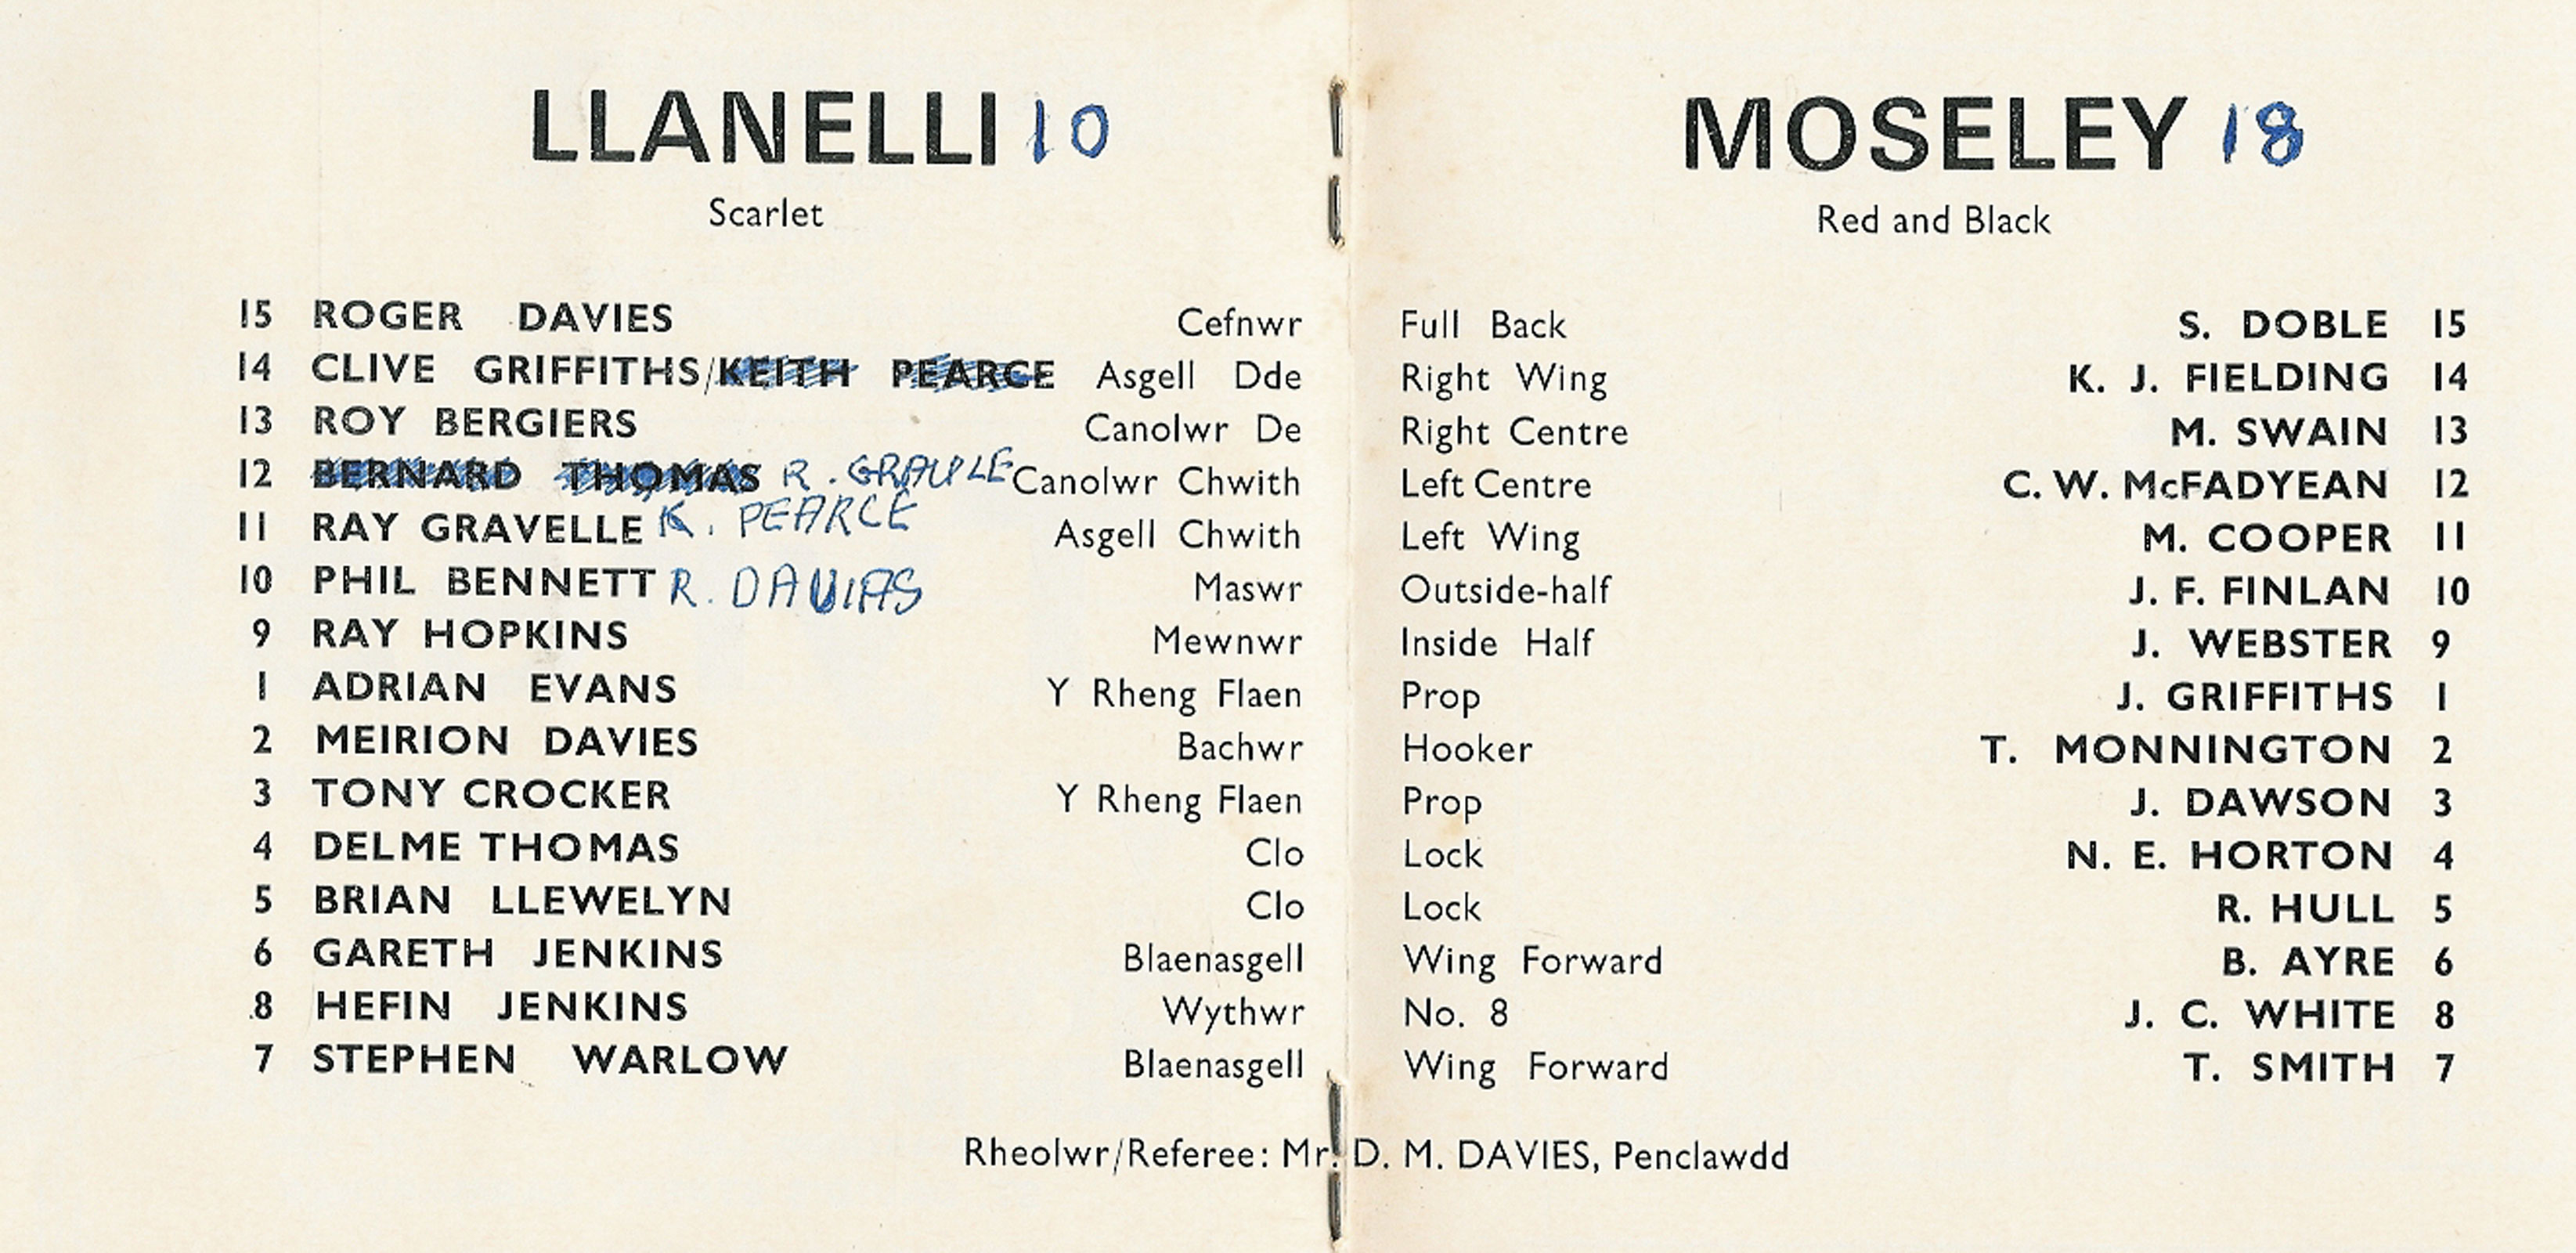 LLANELLI 10
Scarlet
15 ROGER DAVIES Cefnwr
14 CLIVE GRIFFITHS/KEITH PEARCE Asgell Dde
13 ROY BERGIERS Canolwr De
12 BERNARD THOMAS R. GRAVLE Canolwr Chwith
11 RAY GRAVELLE K. PEARCE Asgell Chwith
10 PHIL BENNETT R. DAVIES Maswr
9 RAY HOPKINS Mewnwr
1 ADRIAN EVANS Y Rheng Flaen
2 MEIRION DAVIES Bachwr
3 TONY CROCKER Y Rheng Flaen
4 DELME THOMAS Clo
5 BRIAN LLEWELYN Clo
6 GARETH JENKINS Blaenasgell
8 HEFIN JENKINS Wythwr
7 STEPHEN WARLOW Blaenasgell
MOSELEY 18
Red and Black
Full Back S. DOBLE 15
Right Wing K. J. FIELDING 14
Right Centre M. SWAIN 13
Left Centre C. W. McFADYEAN 12
Left Wing M. COOPER 11
Outside-half J. F. FINLAN 10
Inside Half J. WEBSTER 9
Prop J. GRIFFITHS 1
Hooker T. MONNINGTON 2
Prop J. DAWSON 3
Lock N. E. HORTON 4
Lock R. HULL 5
Wing Forward B. AYRE 6
No. 8 J. C. WHITE 8
Wing Forward T. SMITH 7
Rheolwr/Referee: Mr. D. M. DAVIES, Penclawdd